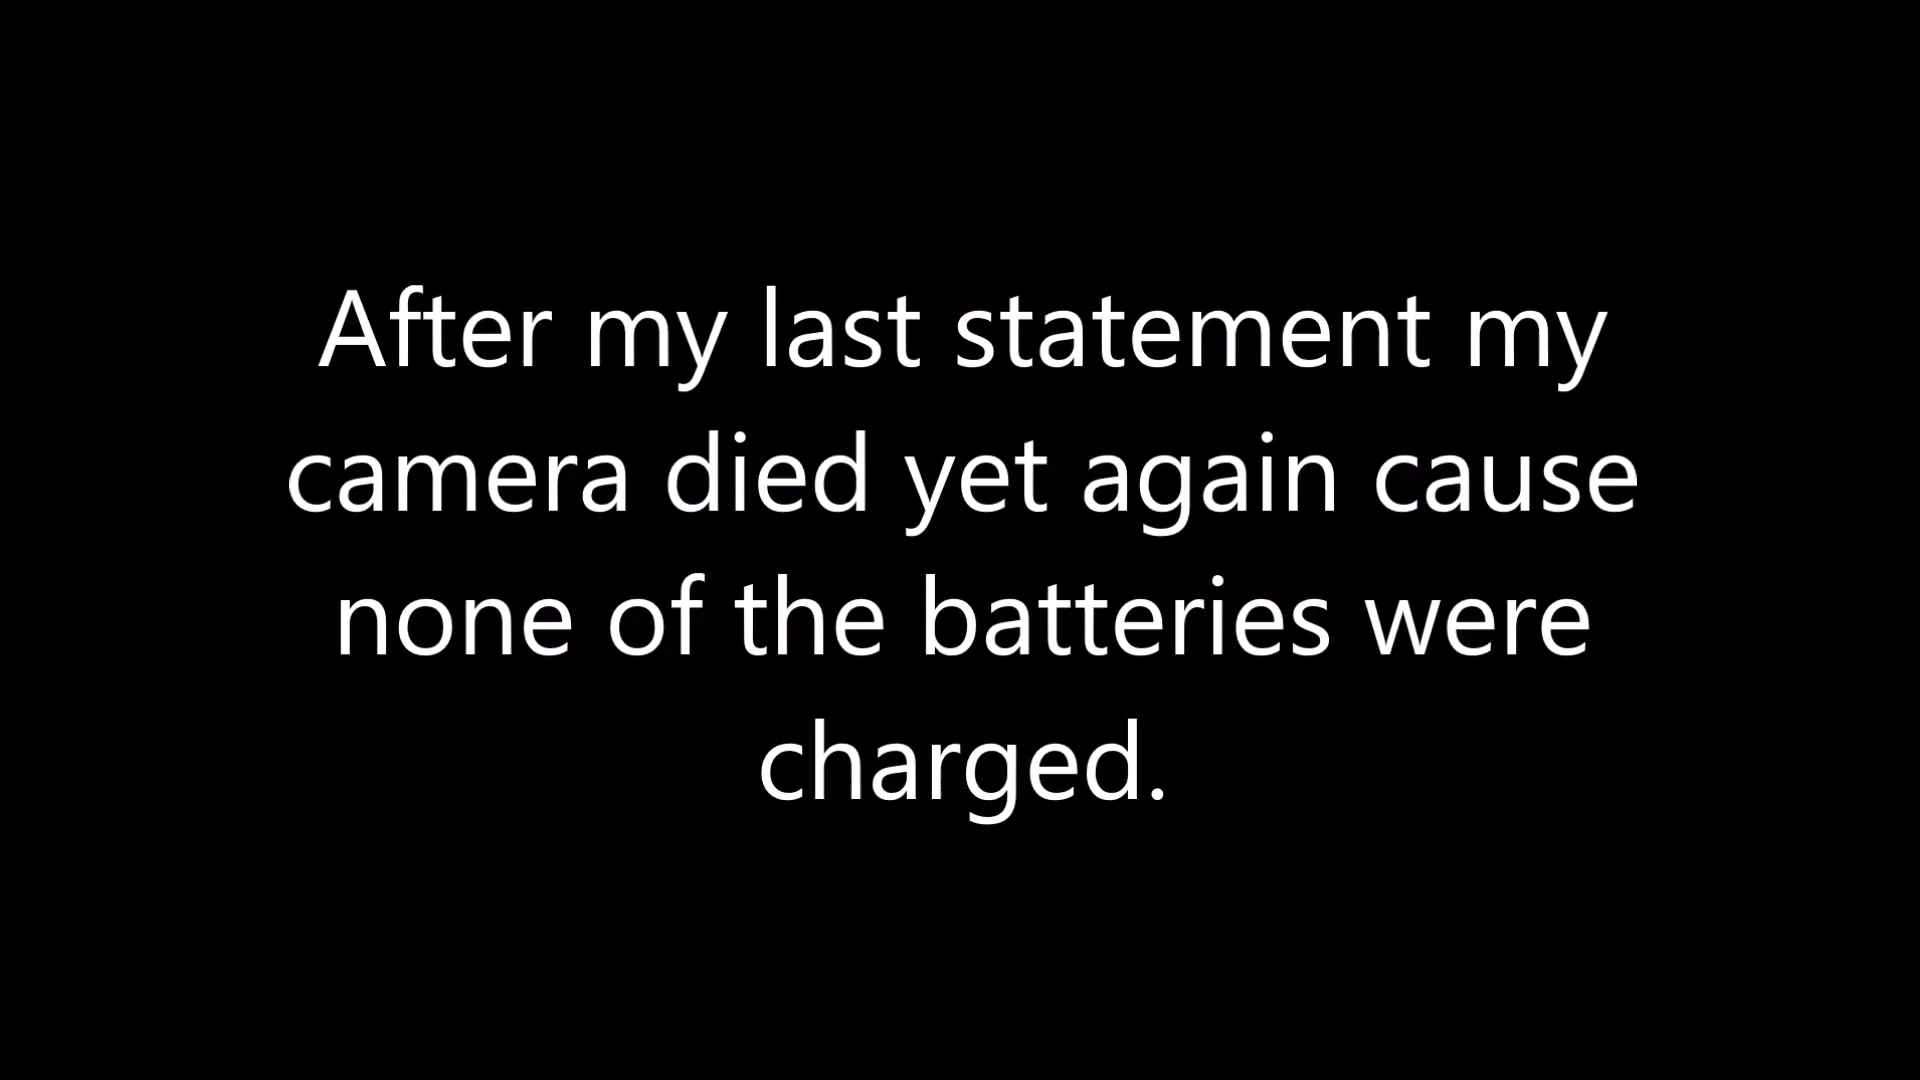 After my last statement my
camera died yet again cause
none of the batteries were
charged.